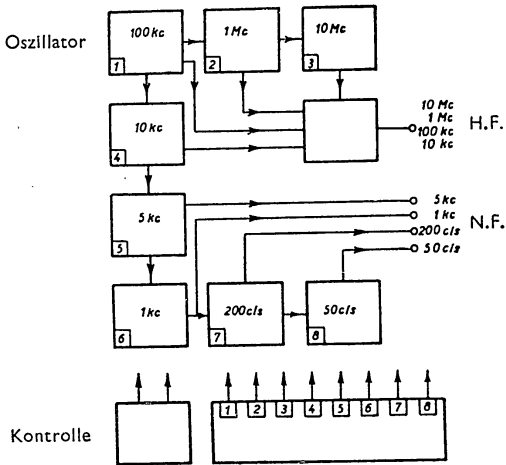 Oszillator
100 kc
1
1 Mc
2
10 Mc
3
10 kc
4
10 Mc
1 Mc
100 kc
10 kc
H.F.
5 kc
5
5 kc
1 kc
200 c/s
50 c/s
N.F.
1 kc
6
200 c/s
7
50 c/s
8
Kontrolle
1 2 3 4 5 6 7 8